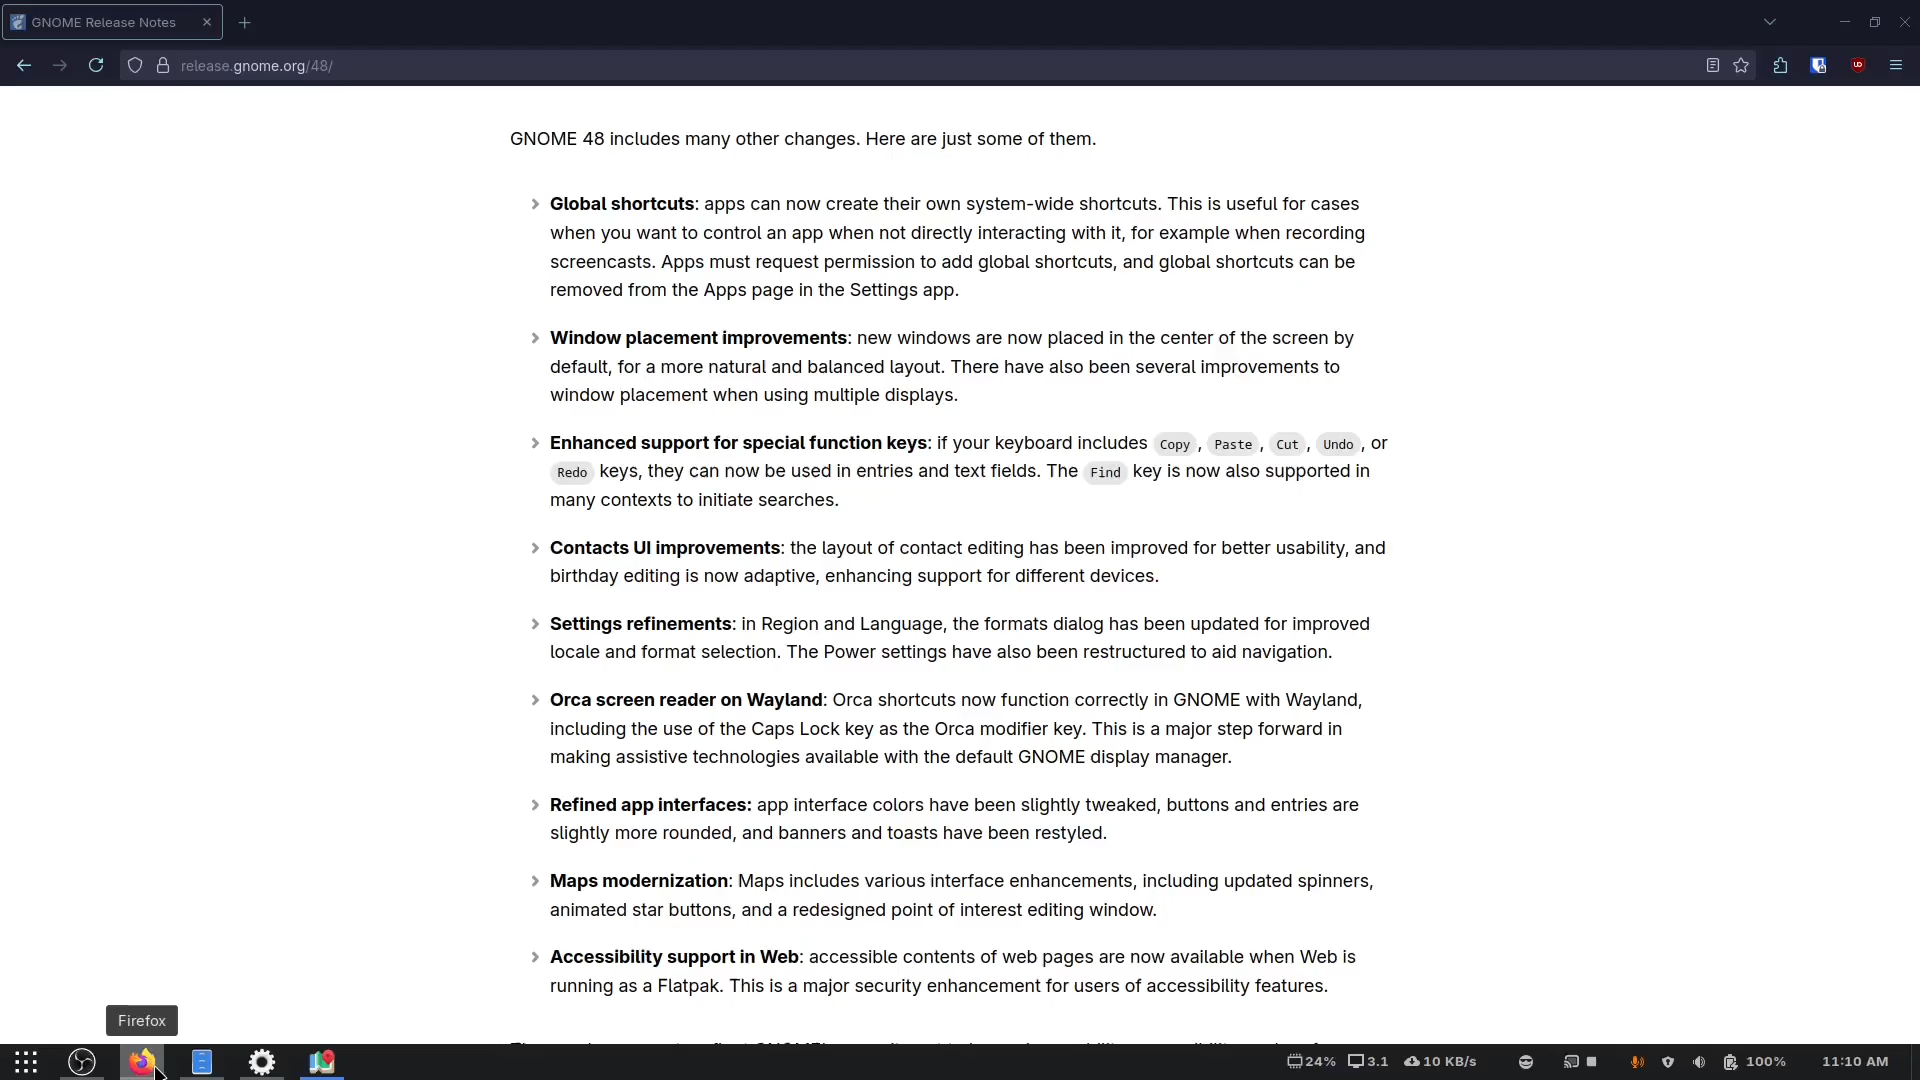 GNOME Release Notes
release.gnome.org/48/
GNOME 48 includes many other changes. Here are just some of them.
Global shortcuts: apps can now create their own system-wide shortcuts. This is useful for cases
when you want to control an app when not directly interacting with it, for example when recording
screencasts. Apps must request permission to add global shortcuts, and global shortcuts can be
removed from the Apps page in the Settings app.
Window placement improvements: new windows are now placed in the center of the screen by
default, for a more natural and balanced layout. There have also been several improvements to
window placement when using multiple displays.
Enhanced support for special function keys: if your keyboard includes Copy, Paste, Cut, Undo, or
Redo keys, they can now be used in entries and text fields. The Find key is now also supported in
many contexts to initiate searches.
Contacts UI improvements: the layout of contact editing has been improved for better usability, and
birthday editing is now adaptive, enhancing support for different devices.
Settings refinements: in Region and Language, the formats dialog has been updated for improved
locale and format selection. The Power settings have also been restructured to aid navigation.
Orca screen reader on Wayland: Orca shortcuts now function correctly in GNOME with Wayland,
including the use of the Caps Lock key as the Orca modifier key. This is a major step forward in
making assistive technologies available with the default GNOME display manager.
Refined app interfaces: app interface colors have been slightly tweaked, buttons and entries are
slightly more rounded, and banners and toasts have been restyled.
Maps modernization: Maps includes various interface enhancements, including updated spinners,
animated star buttons, and a redesigned point of interest editing window.
Accessibility support in Web: accessible contents of web pages are now available when Web is
running as a Flatpak. This is a major security enhancement for users of accessibility features.
Firefox
24% 3.1 10 KB/s 100% 11:10 AM